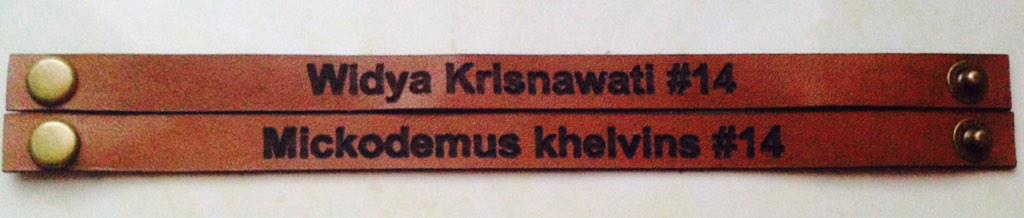 Widya Krisnawati #14
Mickodemus khelvins #14